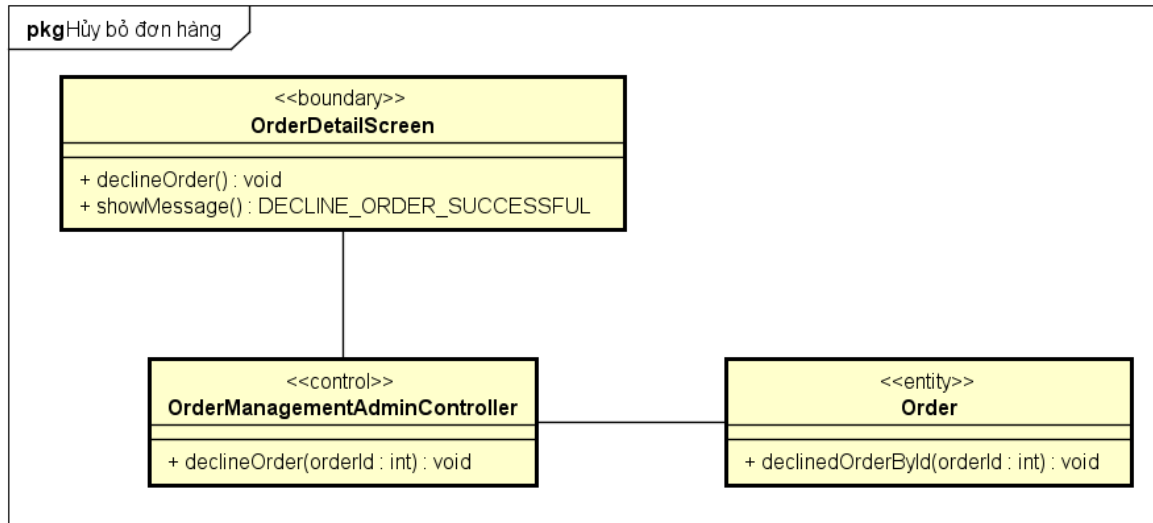 pkgHủy bỏ đơn hàng
<<boundary>>
OrderDetailScreen
+ declineOrder() : void
+ showMessage() : DECLINE_ORDER_SUCCESSFUL
<<control>>
OrderManagementAdminController
+ declineOrder(orderId : int) : void
<<entity>>
Order
+ declinedOrderById(orderId : int) : void